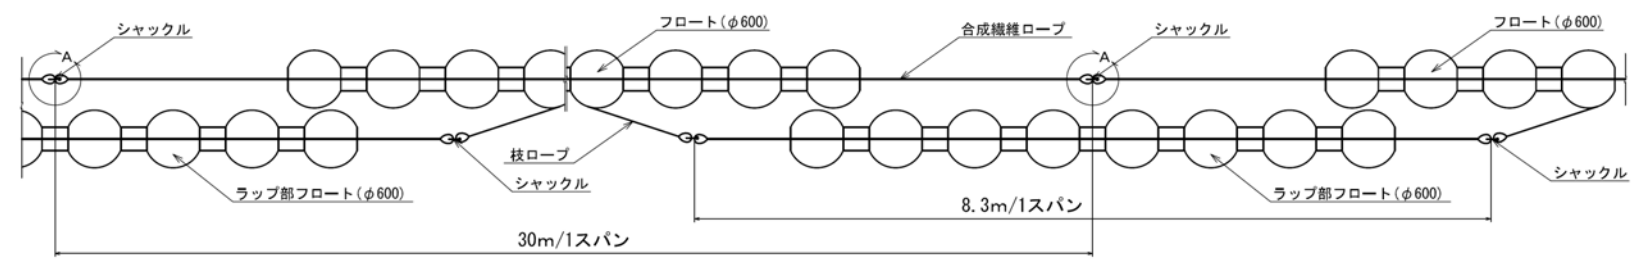 シャックル
フロート(φ600)
合成繊維ロープ
シャックル
フロート(φ600)
A
A
枝ロープ
シャックル
シャックル
ラップ部フロート(φ600)
ラップ部フロート(φ600)
8.3m/1スパン
30m/1スパン